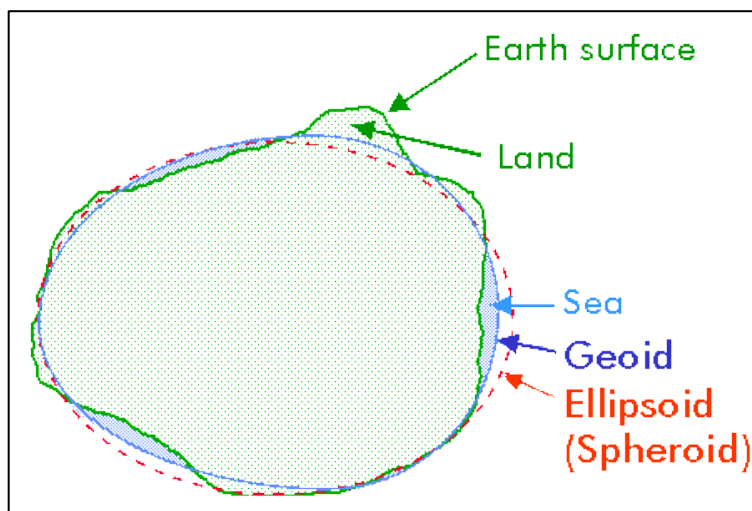 Earth surface
Land
Sea
Geoid
Ellipsoid
(Spheroid)